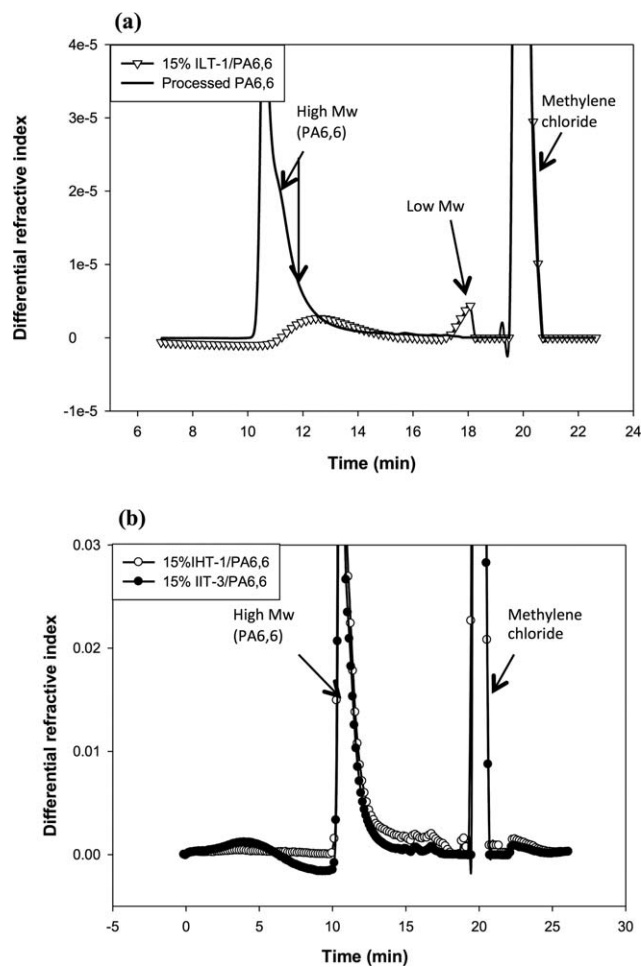 (a)
4e-5
3e-5
2e-5
1e-5
0
-1e-5
Differential refractive index
15% ILT-1/PA6,6
Processed PA6,6
High Mw
(PA6,6)
Low Mw
Methylene
chloride
6 8 10 12 14 16 18 20 22 24
Time (min)
(b)
0.03
0.02
0.01
0.00
Differential refractive index
15%IHT-1/PA6,6
15% IIT-3/PA6,6
High Mw
(PA6,6)
Methylene
chloride
-5 0 5 10 15 20 25 30
Time (min)